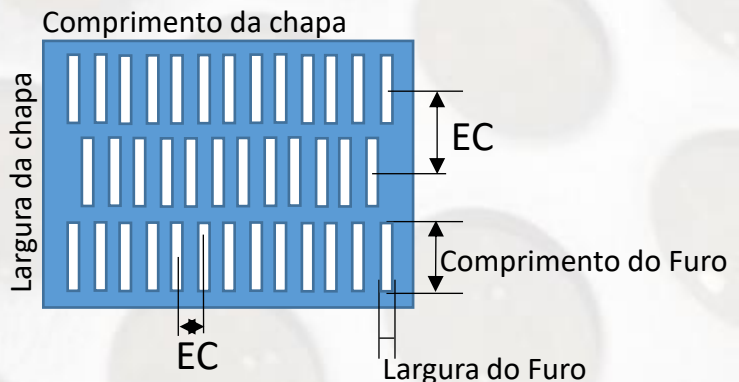 Comprimento da chapa
Largura da chapa
EC
Comprimento do Furo
EC
Largura do Furo